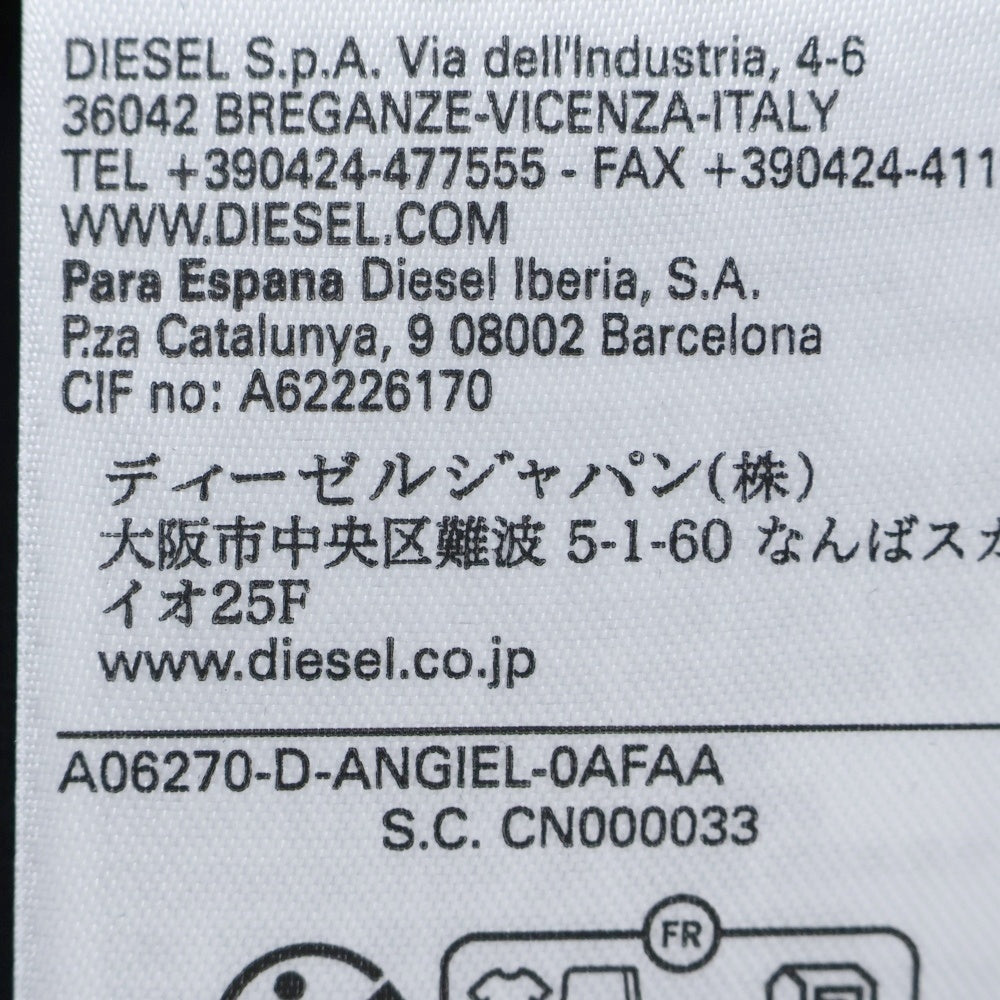 DIESEL S.p.A. Via dell'Industria, 4-6
36042 BREGANZE-VICENZA-ITALY
TEL +390424-477555 - FAX +390424-411
WWW.DIESEL.COM
Para Espana Diesel Iberia, S.A.
P.za Catalunya, 9 08002 Barcelona
CIF no: A62226170
ディーゼルジャパン(株)
大阪市中央区難波 5-1-60 なんばスカ
イオ25F
www.diesel.co.jp
A06270-D-ANGIEL-0AFAA
S.C. CN000033
FR